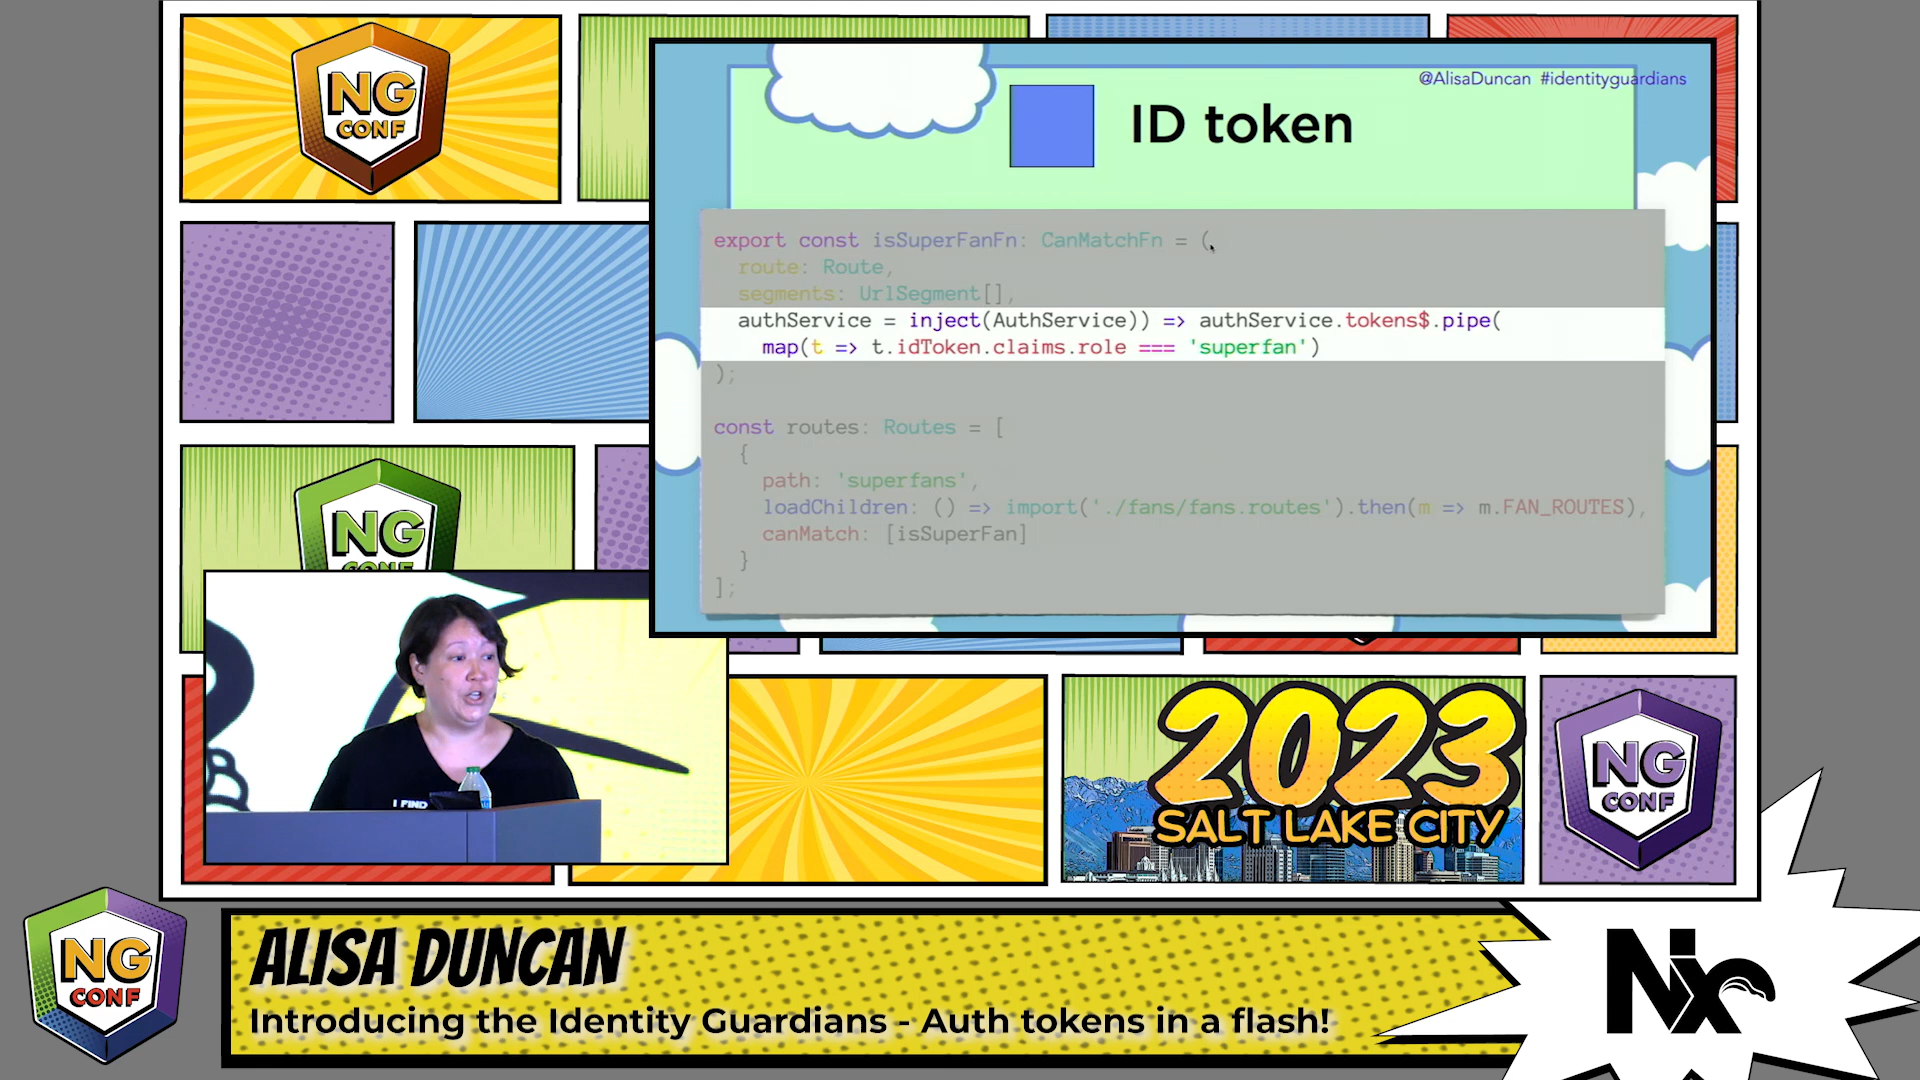 NG
CONF
@AlisaDuncan #identityguardians
ID token
export const isSuperFanFn: CanMatchFn = (
route: Route,
segments: UrlSegment[],
authService = inject(AuthService)) => authService.tokens$.pipe(
map(t => t.idToken.claims.role === 'superfan')
);
const routes: Routes = [
{
path: 'superfans',
loadChildren: () => import('./fans/fans.routes').then(m => m.FAN_ROUTES),
canMatch: [isSuperFan]
}
];
NG
CONF
I FIND
2023
SALT LAKE CITY
NG
CONF
NG
CONF
ALISA DUNCAN
Introducing the Identity Guardians - Auth tokens in a flash!
Nx